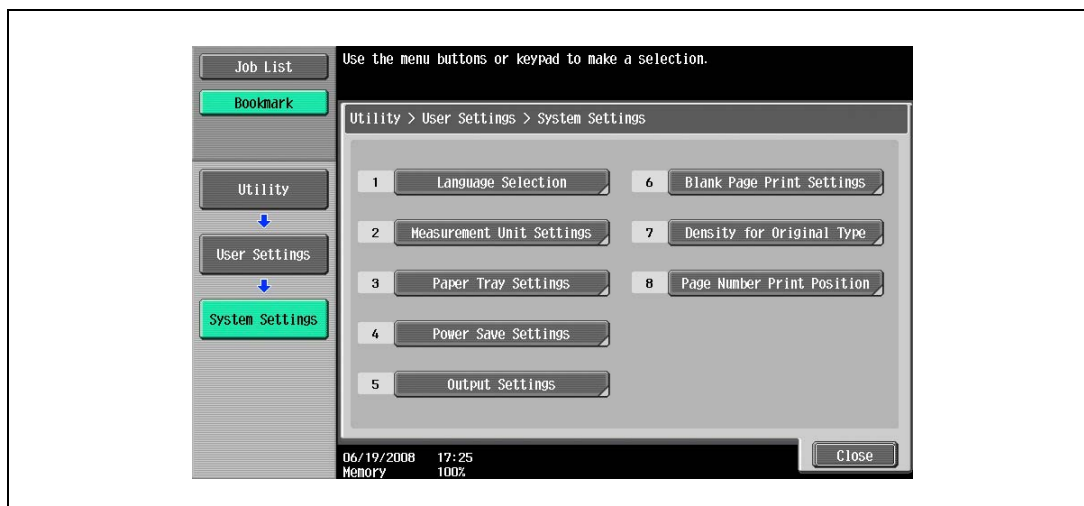 Job List
Bookmark
Utility
User Settings
System Settings
Use the menu buttons or keypad to make a selection.
Utility > User Settings > System Settings
1 Language Selection
2 Measurement Unit Settings
3 Paper Tray Settings
4 Power Save Settings
5 Output Settings
6 Blank Page Print Settings
7 Density for Original Type
8 Page Number Print Position
06/19/2008 17:25
Memory 100%
Close